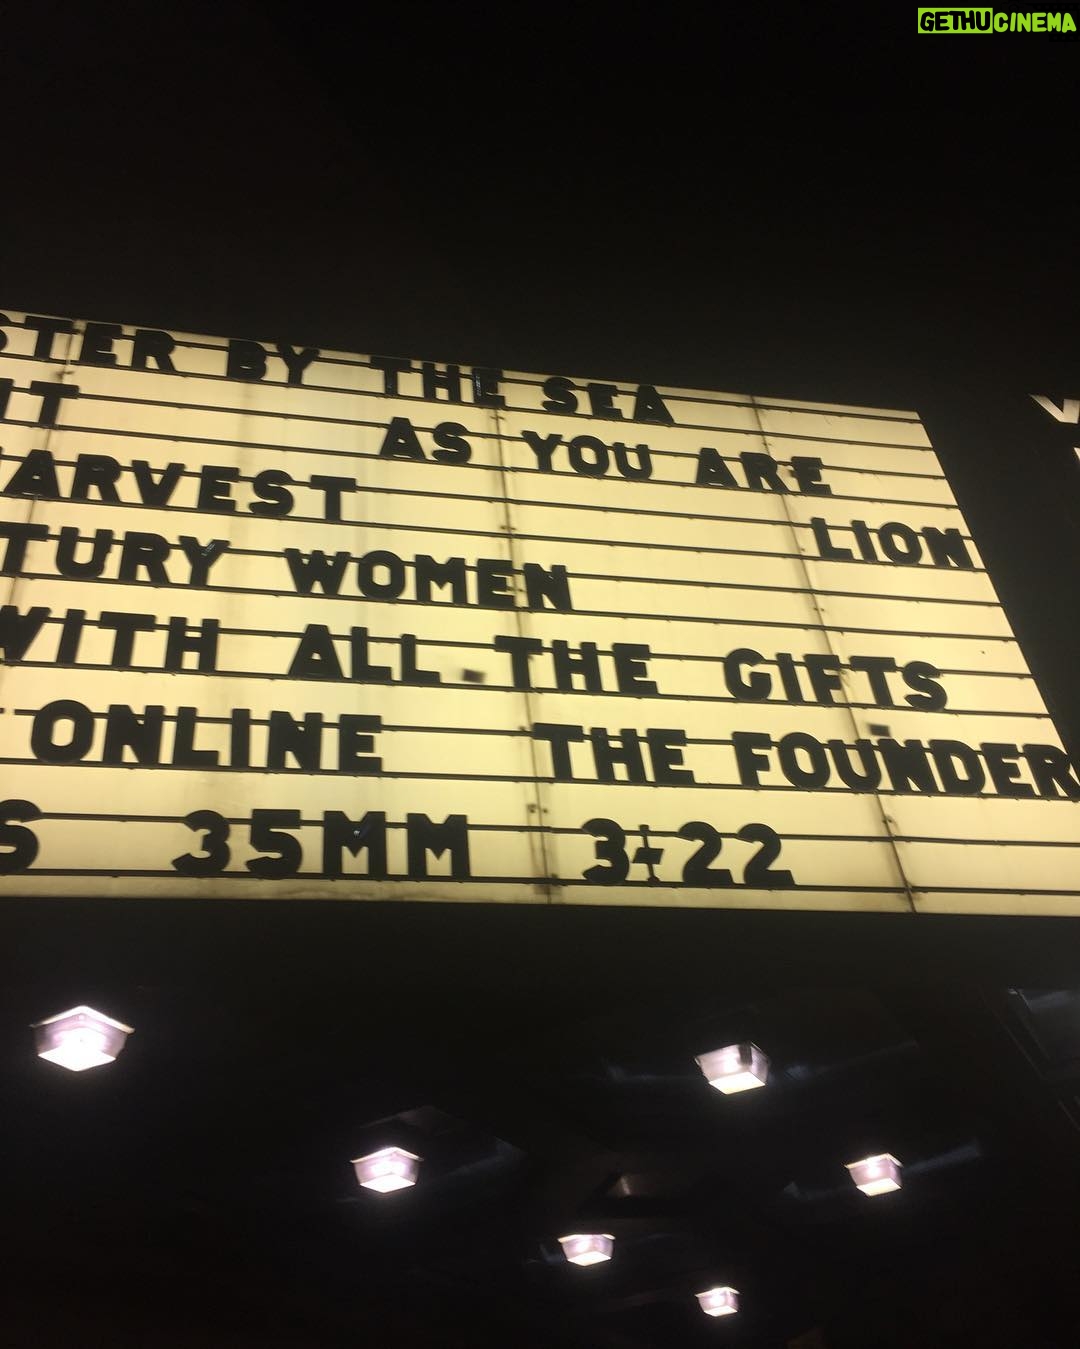 GETHUCINEMA
STER BY THE SEA
IT AS YOU ARE
HARVEST LION
TURY WOMEN
WITH ALL THE GIFTS
ONLINE THE FOUNDER
S 35MM 3-22